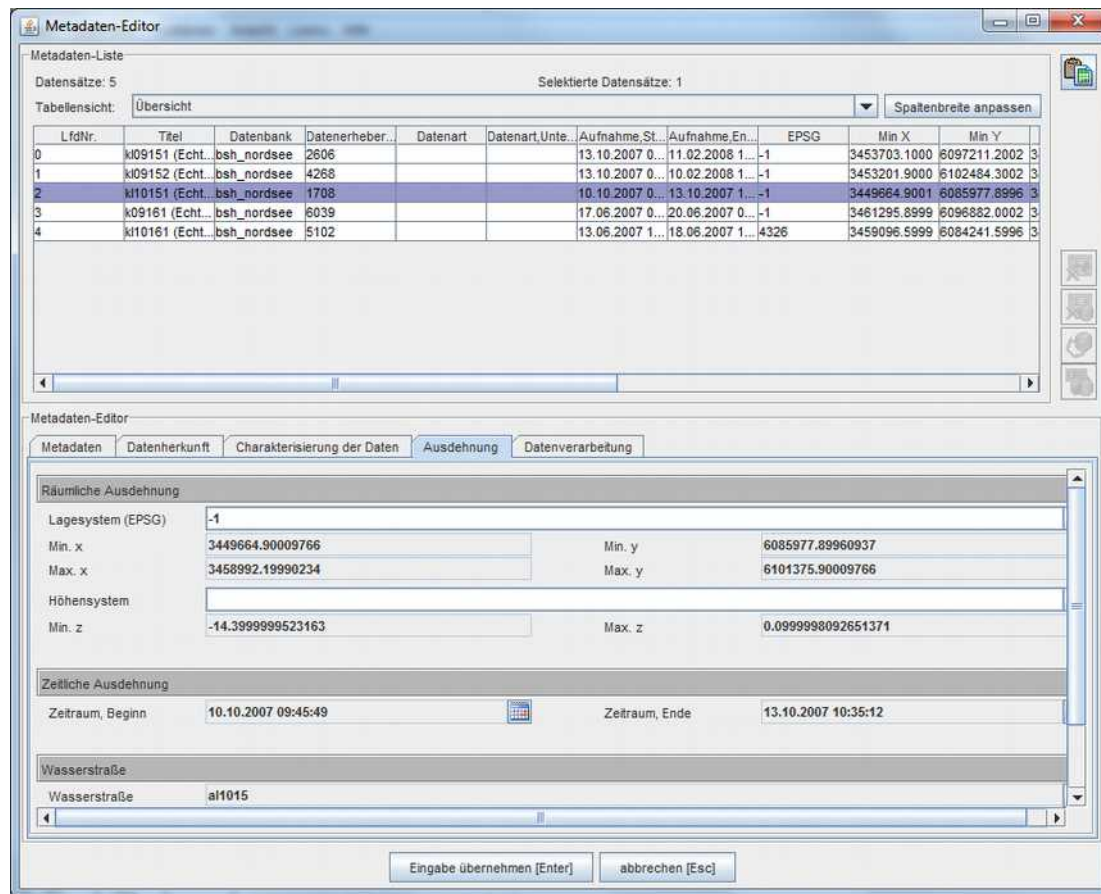 Metadaten-Editor
Metadaten-Liste
Datensätze: 5 Selektierte Datensätze: 1
Tabellensicht: Übersicht Spaltenbreite anpassen
LfdNr. Titel Datenbank Datenerheber... Datenart Datenart,Unte... Aufnahme,St... Aufnahme,En... EPSG Min X Min Y
0 kl09151 (Echt... bsh_nordsee 2606 13.10.2007 0... 11.02.2008 1... -1 3453703.1000 6097211.2002 3
1 k09152 (Echt... bsh_nordsee 4268 13.10.2007 0... 10.02.2008 1... -1 3453201.9000 6102484.3002 3
2 kl10151 (Echt... bsh_nordsee 1708 10.10.2007 0... 13.10.2007 1... -1 3449664.9001 6085977.8996 3
3 k09161 (Echt... bsh_nordsee 6039 17.06.2007 0... 20.06.2007 0... -1 3461295.8999 6096882.0002 3
4 kl10161 (Echt... bsh_nordsee 5102 13.06.2007 1... 18.06.2007 1... 4326 3459096.5999 6084241.5996 3
Metadaten-Editor
Metadaten Datenherkunft Charakterisierung der Daten Ausdehnung Datenverarbeitung
Räumliche Ausdehnung
Lagesystem (EPSG) -1
Min. x 3449664.90009766 Min. y 6085977.89960937
Max. x 3458992.19990234 Max. y 6101375.90009766
Höhensystem
Min. z -14.3999999523163 Max. z 0.0999998092651371
Zeitliche Ausdehnung
Zeitraum, Beginn 10.10.2007 09:45:49 Zeitraum, Ende 13.10.2007 10:35:12
Wasserstraße
Wasserstraße al1015
Eingabe übernehmen [Enter] abbrechen [Esc]